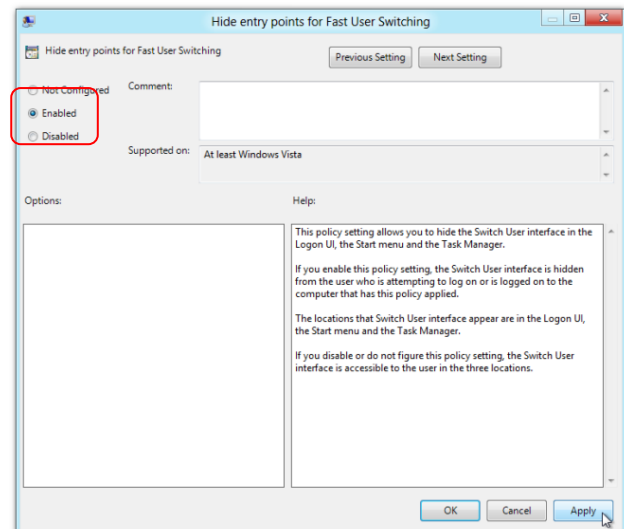 Hide entry points for Fast User Switching
Hide entry points for Fast User Switching
Previous Setting
Next Setting
Not Configured
Comment:
Enabled
Disabled
Supported on:
At least Windows Vista
Options:
Help:
This policy setting allows you to hide the Switch User interface in the
Logon UI, the Start menu and the Task Manager.
If you enable this policy setting, the Switch User interface is hidden
from the user who is attempting to log on or is logged on to the
computer that has this policy applied.
The locations that Switch User interface appear are in the Logon UI,
the Start menu and the Task Manager.
If you disable or do not figure this policy setting, the Switch User
interface is accessible to the user in the three locations.
OK
Cancel
Apply